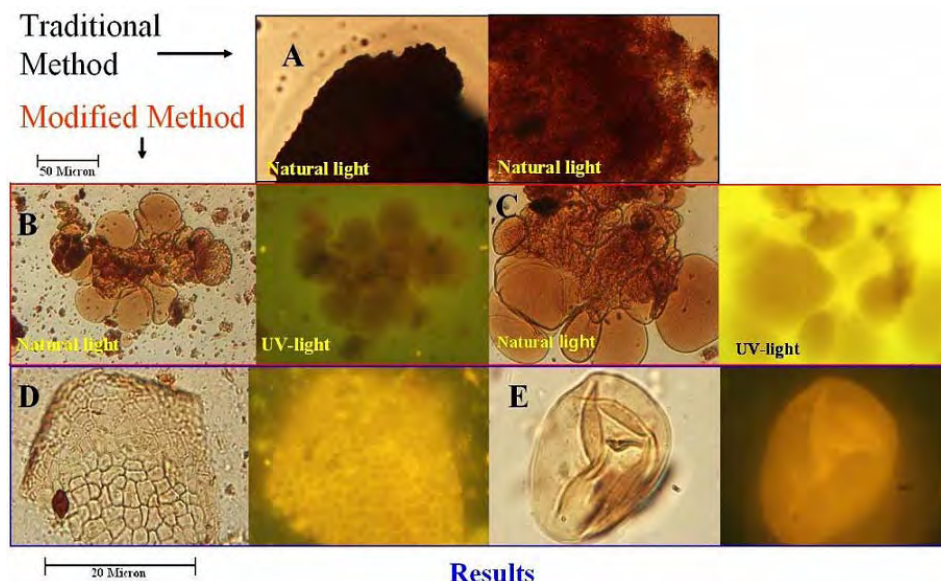 Traditional
Method
A
Natural light
Natural light
Modified Method
50 Micron
B
Natural light
UV-light
C
Natural light
UV-light
D
E
20 Micron
Results